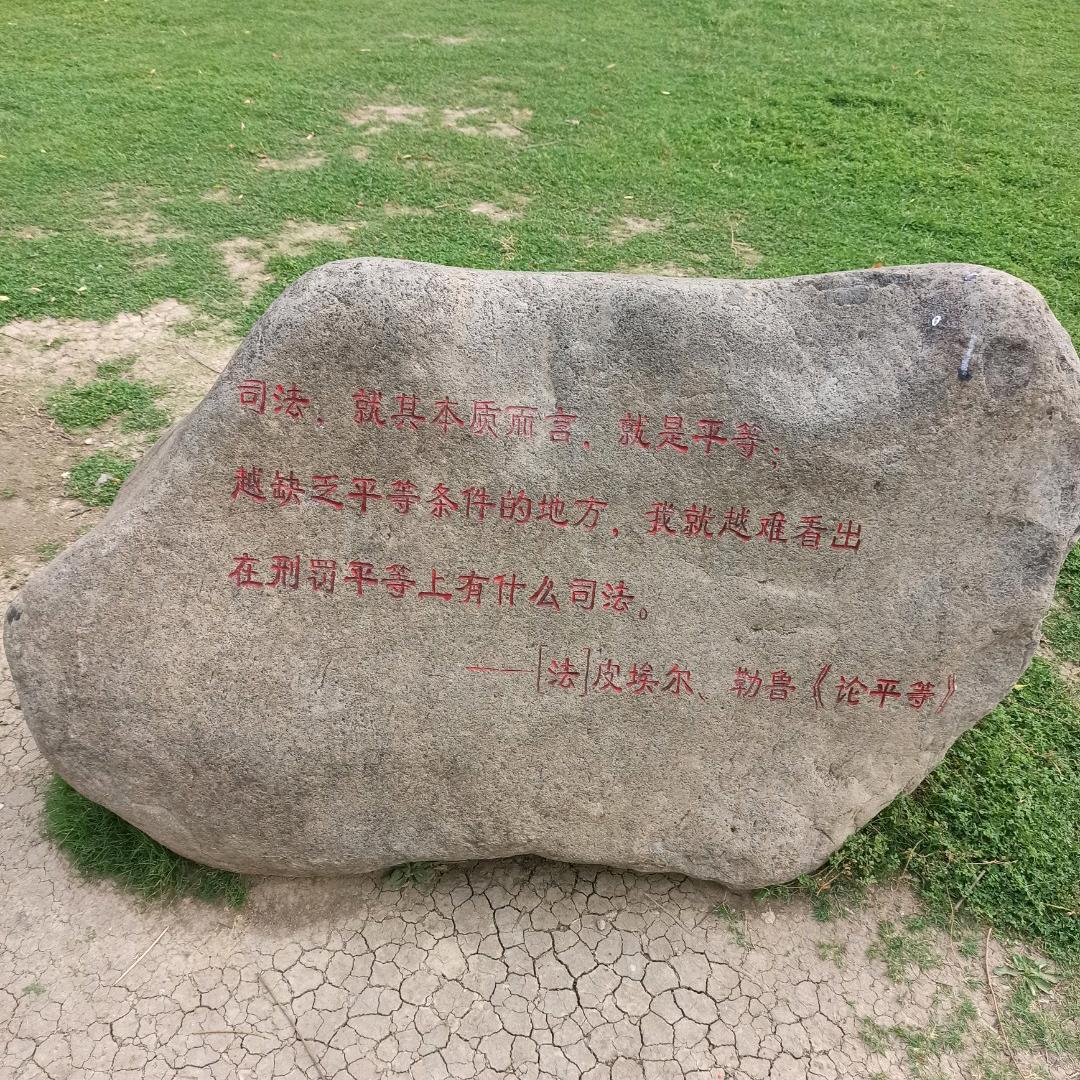 司法，就其本质而言，就是平等；
越缺乏平等条件的地方，我就越难看出
在刑罚平等上有什么司法。
——[法]皮埃尔、勒鲁《论平等》